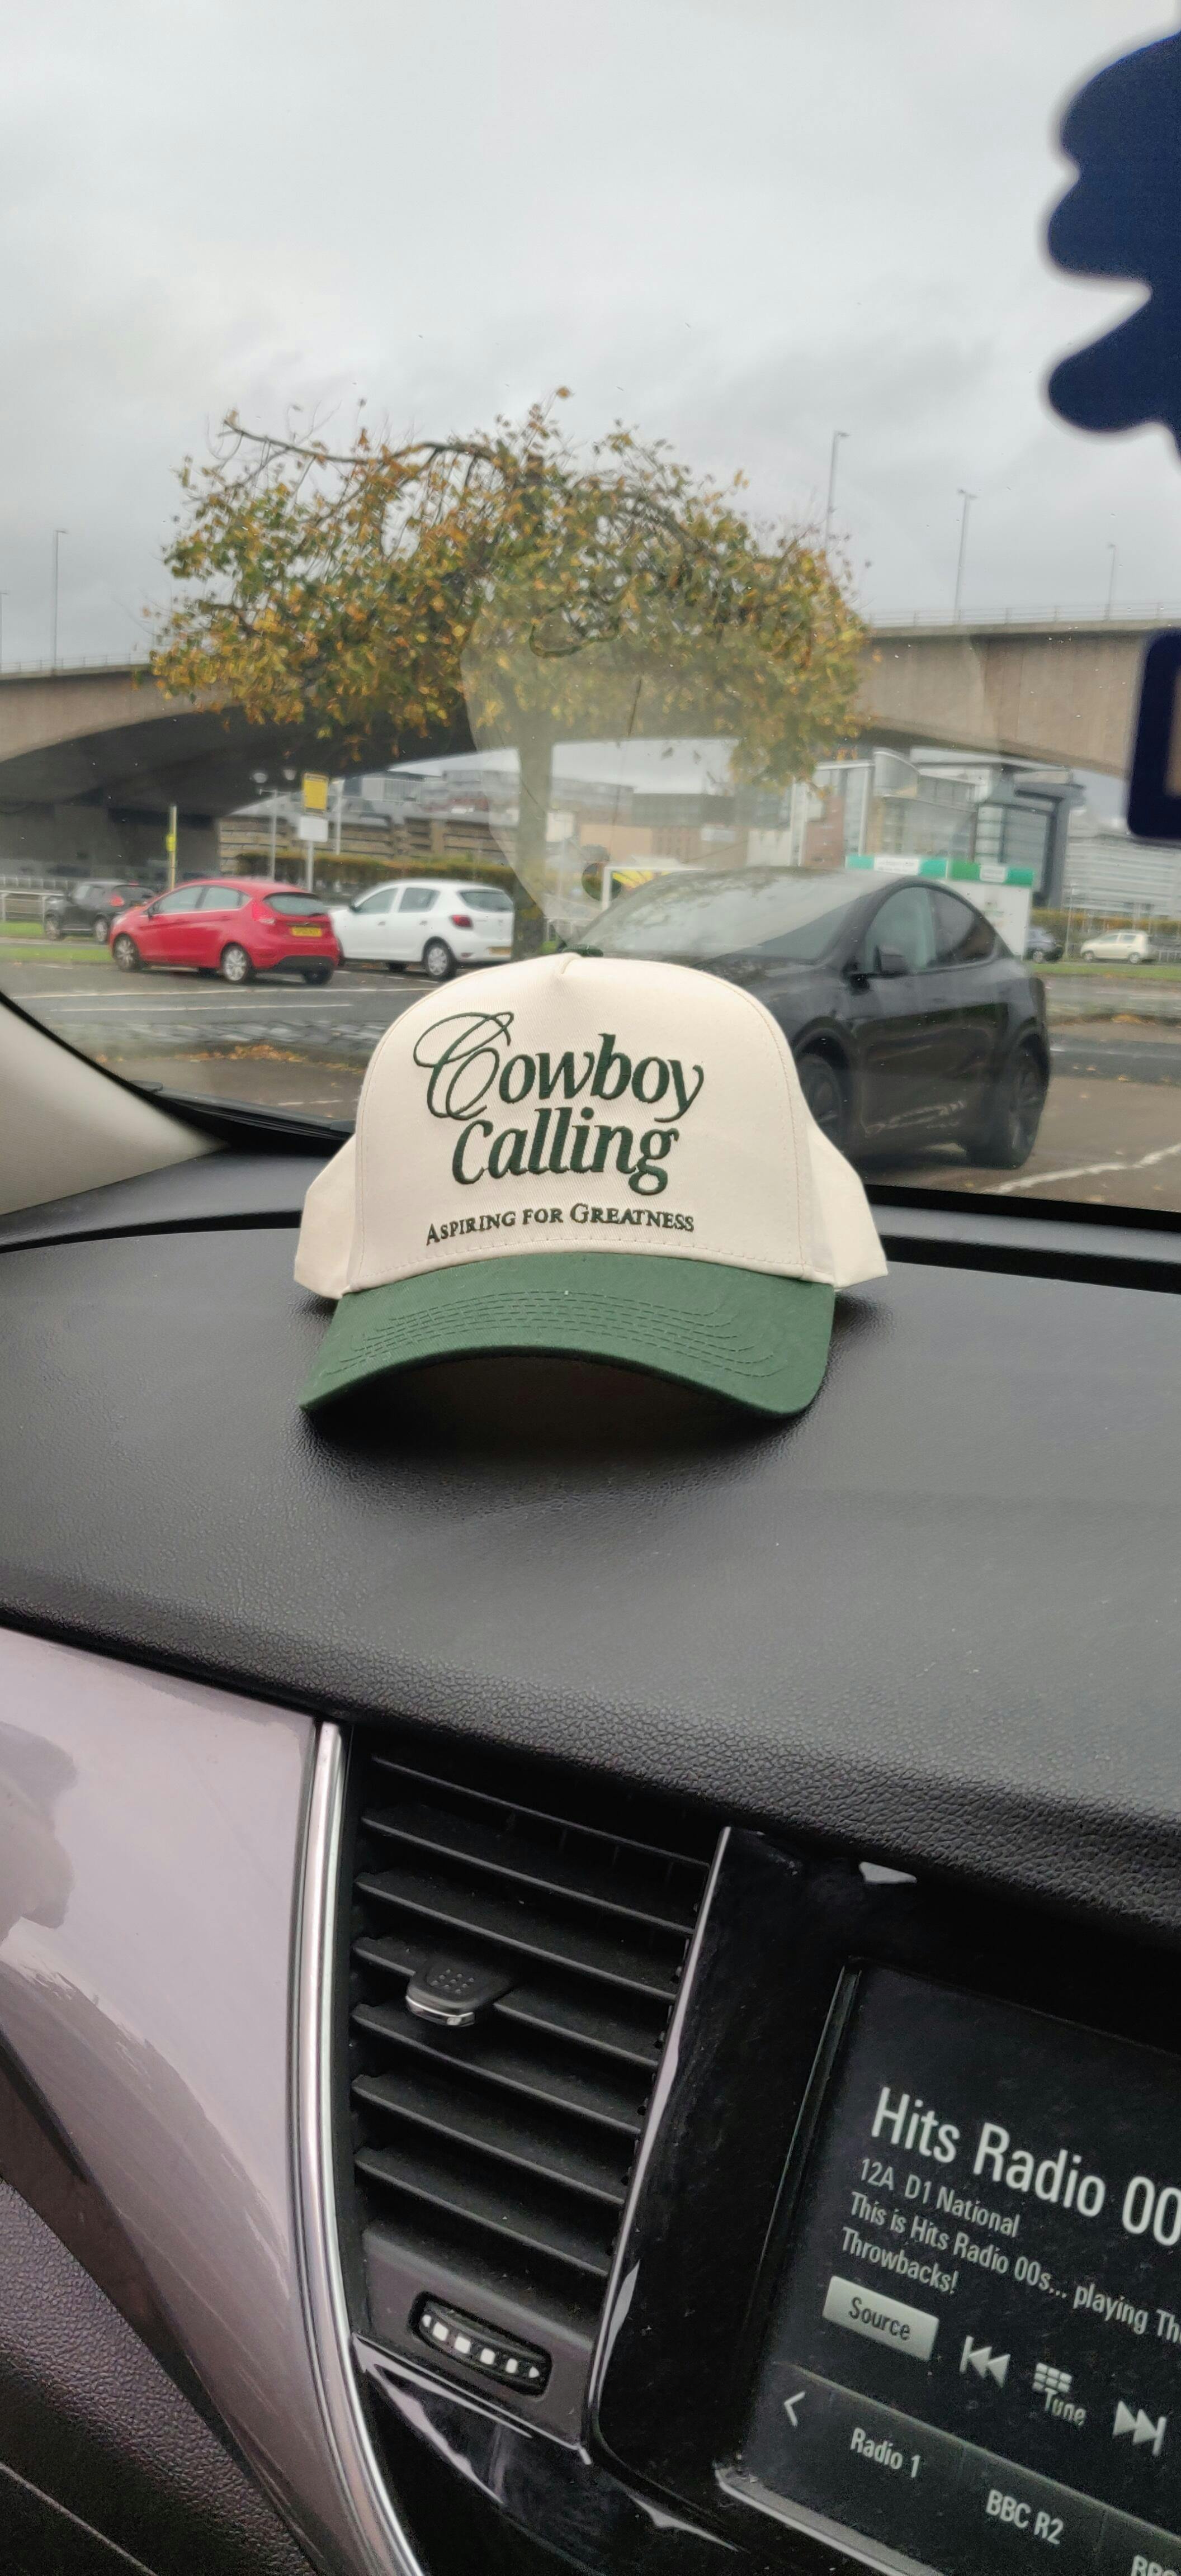 Cowboy
Calling
ASPIRING FOR GREATNESS
Hits Radio 00
12A D1 National
This is Hits Radio 00s... playing Th
Throwbacks!
Source
Tune
Radio 1
BBC R2